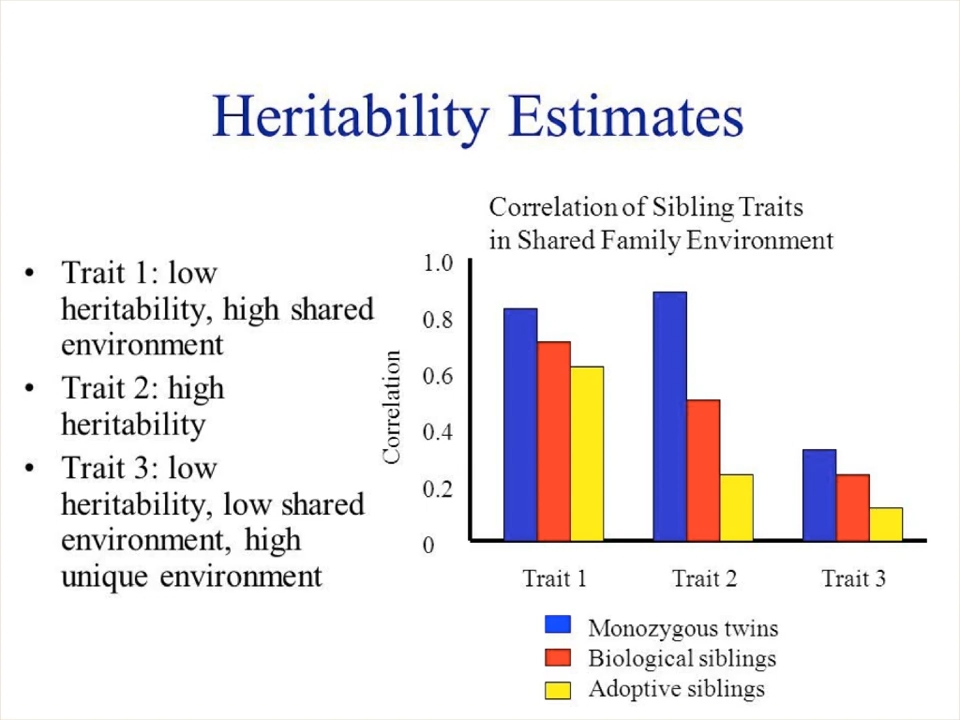 Heritability Estimates
• Trait 1: low
heritability, high shared
environment
• Trait 2: high
heritability
• Trait 3: low
heritability, low shared
environment, high
unique environment
Correlation of Sibling Traits
in Shared Family Environment
1.0
0.8
0.6
0.4
0.2
0
Correlation
Trait 1 Trait 2 Trait 3
Monozygous twins
Biological siblings
Adoptive siblings